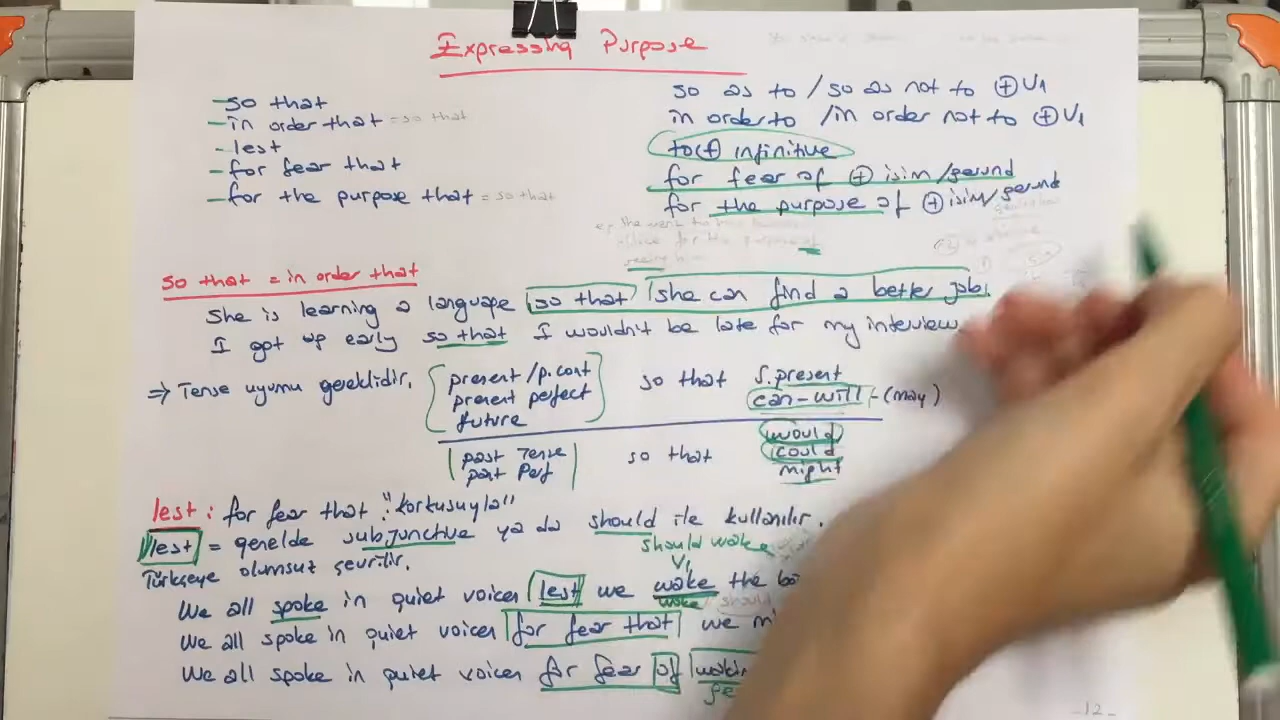 Expressing Purpose
- so that
- in order that = so that
- lest
- for fear that
- for the purpose that = so that
so as to / so as not to ⊕ V1
in order to / in order not to ⊕ V1
to ⊕ infinitive
for fear of ⊕ isim/gerund
for the purpose of ⊕ isim/gerund
so that = in order that
She is learning a language so that she can find a better job.
I got up early so that I wouldn't be late for my interview
⇒ Tense uyumu gereklidir.
present / p. cont
present perfect
future
so that
s. present
can - will - (may)
past Tense
past Perf
so that
would
could
might
lest: for fear that: "korkusuyla"
lest = genelde subjunctive ya da should ile kullanılır.
should wake
Türkçeye olumsuz çevrilir.
V1
We all spoke in quiet voices lest we wake the
wake / should
We all spoke in quiet voices for fear that we
We all spoke in quiet voices for fear of
- 12 -